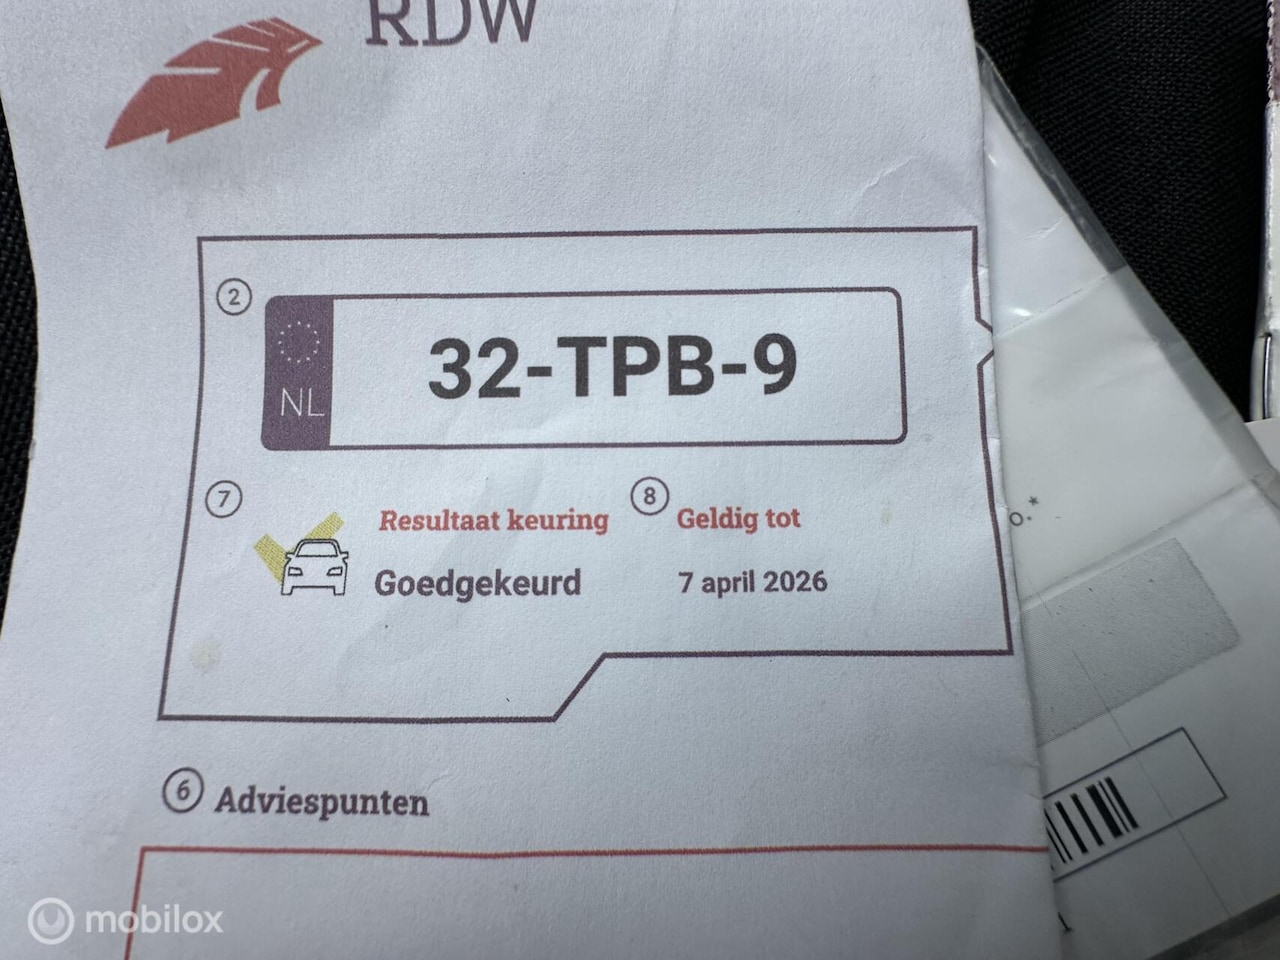 RDW
2
NL
32-TPB-9
7
Resultaat keuring
Goedgekeurd
8
Geldig tot
7 april 2026
o.*
6 Adviespunten
mobilox